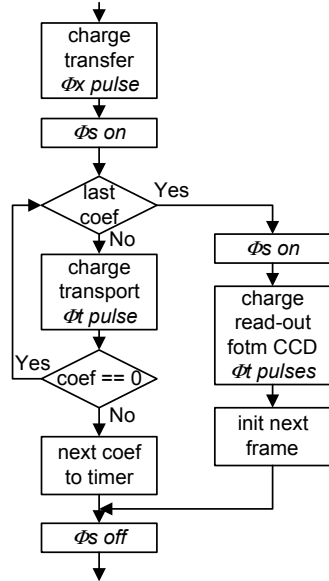 charge
transfer
Φx pulse
Φs on
last
coef
Yes
No
charge
transport
Φt pulse
Yes
coef == 0
No
next coef
to timer
Φs on
charge
read-out
fotm CCD
Φt pulses
init next
frame
Φs off